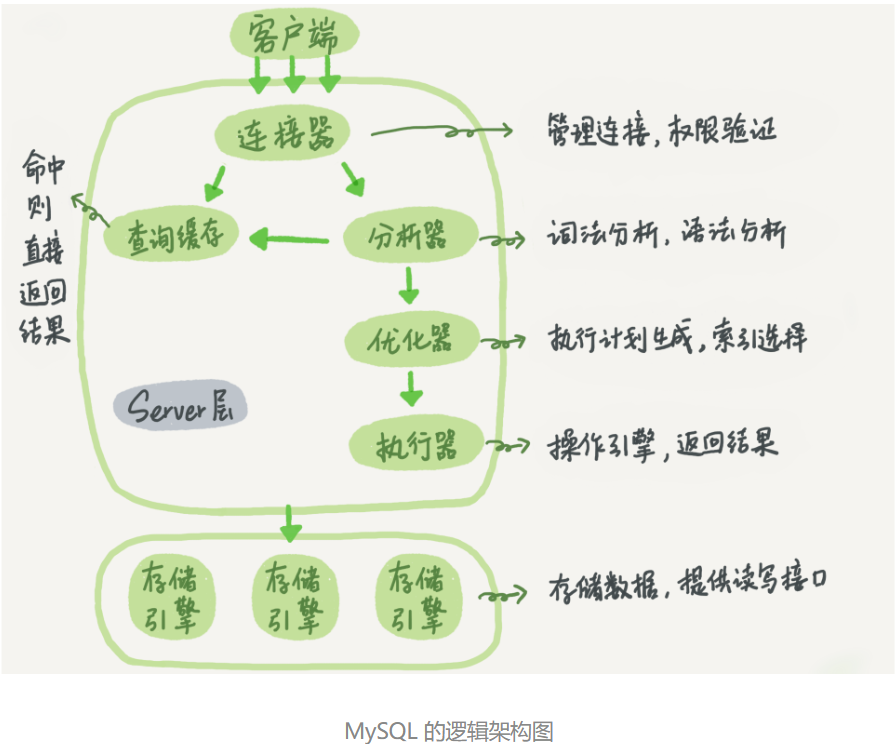 客户端
连接器
管理连接，权限验证
命中
则
直接
返回
结果
查询缓存
分析器
词法分析，语法分析
优化器
执行计划生成，索引选择
Server层
执行器
操作引擎，返回结果
存储
引擎
存储
引擎
存储
引擎
存储数据，提供读写接口
MySQL 的逻辑架构图